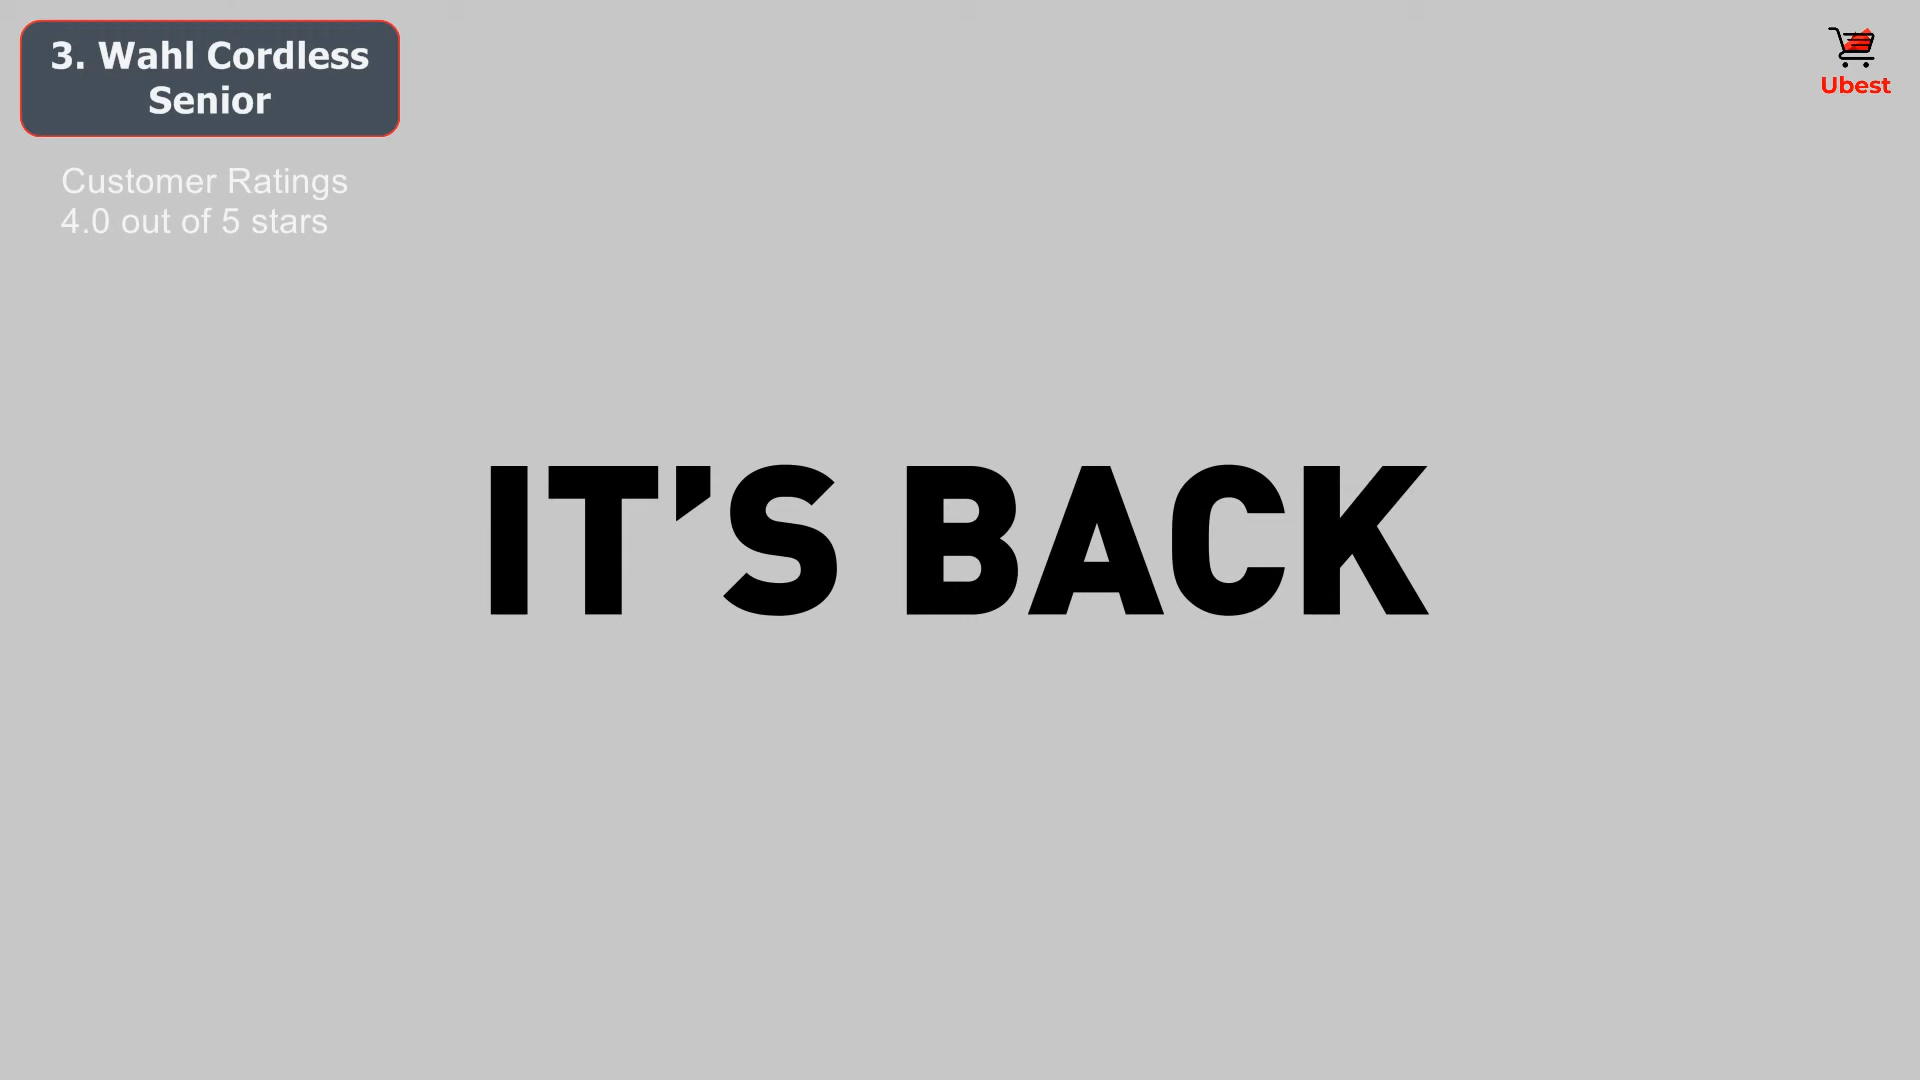 3. Wahl Cordless
Senior
Ubest
Customer Ratings
4.0 out of 5 stars
IT’S BACK